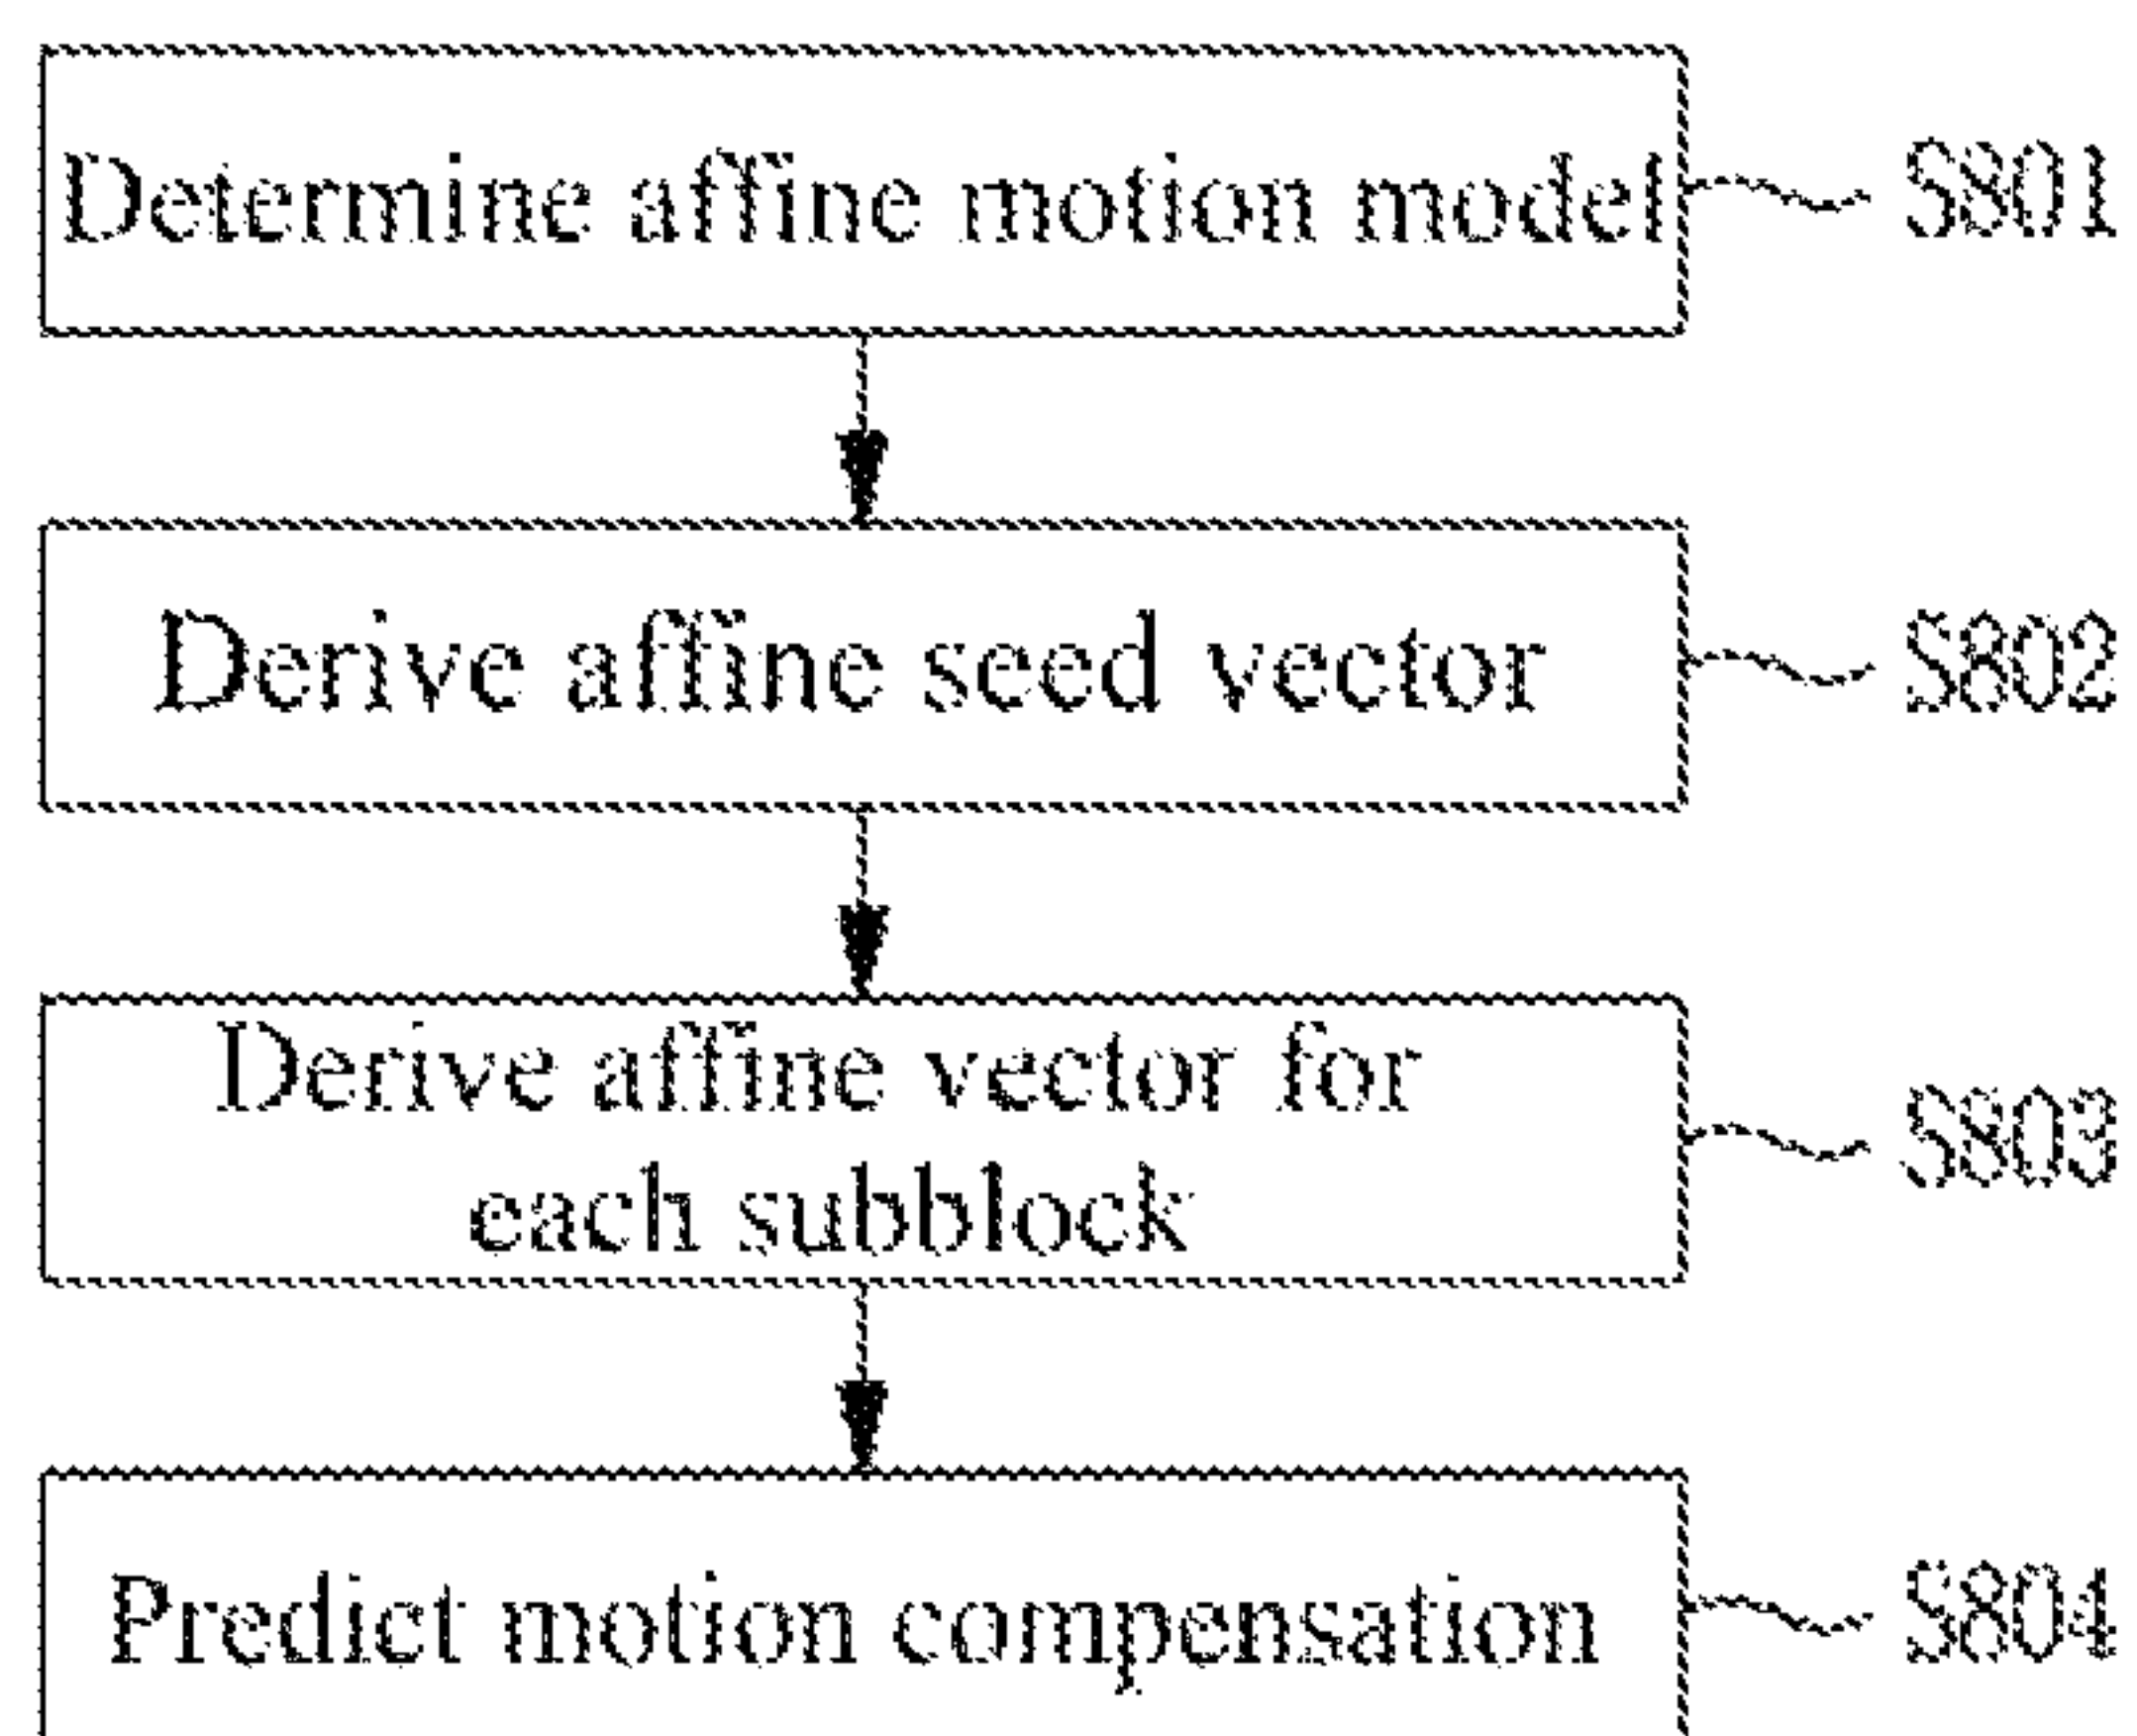 Determine affine motion model S801
Derive affine seed vector S802
Derive affine vector for
each subblock S803
Predict motion compensation S804